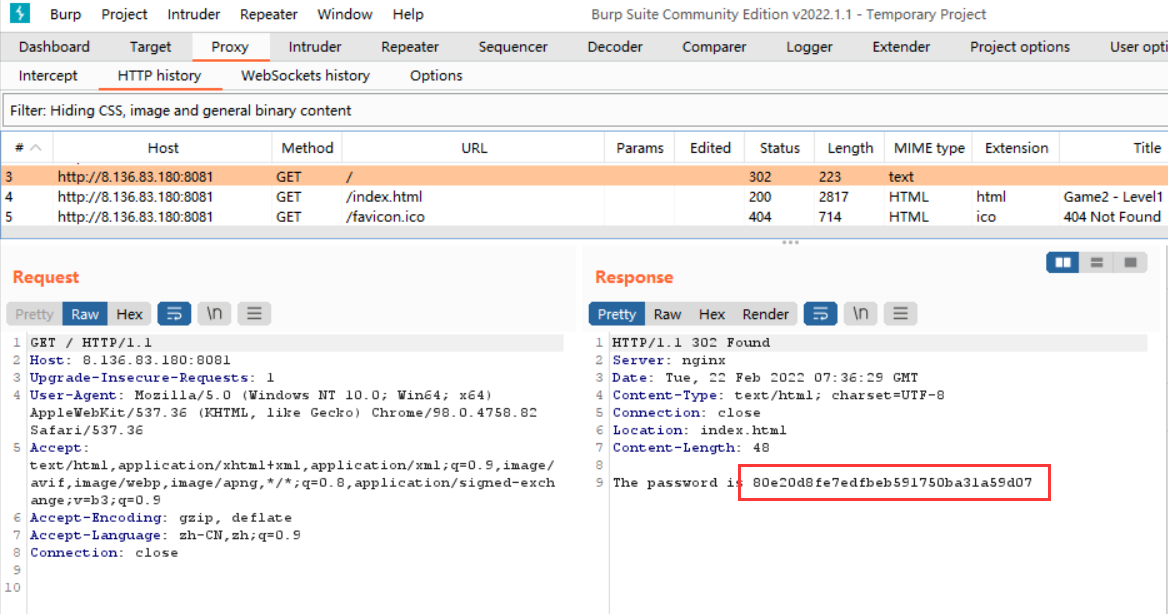 Burp Project Intruder Repeater Window Help Burp Suite Community Edition v2022.1.1 - Temporary Project
Dashboard Target Proxy Intruder Repeater Sequencer Decoder Comparer Logger Extender Project options User opti
Intercept HTTP history WebSockets history Options
Filter: Hiding CSS, image and general binary content
# Host Method URL Params Edited Status Length MIME type Extension Title
3 http://8.136.83.180:8081 GET / 302 223 text
4 http://8.136.83.180:8081 GET /index.html 200 2817 HTML html Game2 - Level1
5 http://8.136.83.180:8081 GET /favicon.ico 404 714 HTML ico 404 Not Found
Request
Pretty Raw Hex \n
1 GET / HTTP/1.1
2 Host: 8.136.83.180:8081
3 Upgrade-Insecure-Requests: 1
4 User-Agent: Mozilla/5.0 (Windows NT 10.0; Win64; x64)
AppleWebKit/537.36 (KHTML, like Gecko) Chrome/98.0.4758.82
Safari/537.36
5 Accept:
text/html,application/xhtml+xml,application/xml;q=0.9,image/
avif,image/webp,image/apng,*/*;q=0.8,application/signed-exch
ange;v=b3;q=0.9
6 Accept-Encoding: gzip, deflate
7 Accept-Language: zh-CN,zh;q=0.9
8 Connection: close
9
10
Response
Pretty Raw Hex Render \n
1 HTTP/1.1 302 Found
2 Server: nginx
3 Date: Tue, 22 Feb 2022 07:36:29 GMT
4 Content-Type: text/html; charset=UTF-8
5 Connection: close
6 Location: index.html
7 Content-Length: 48
8
9 The password is 80e20d8fe7edfbeb591750ba31a59d07